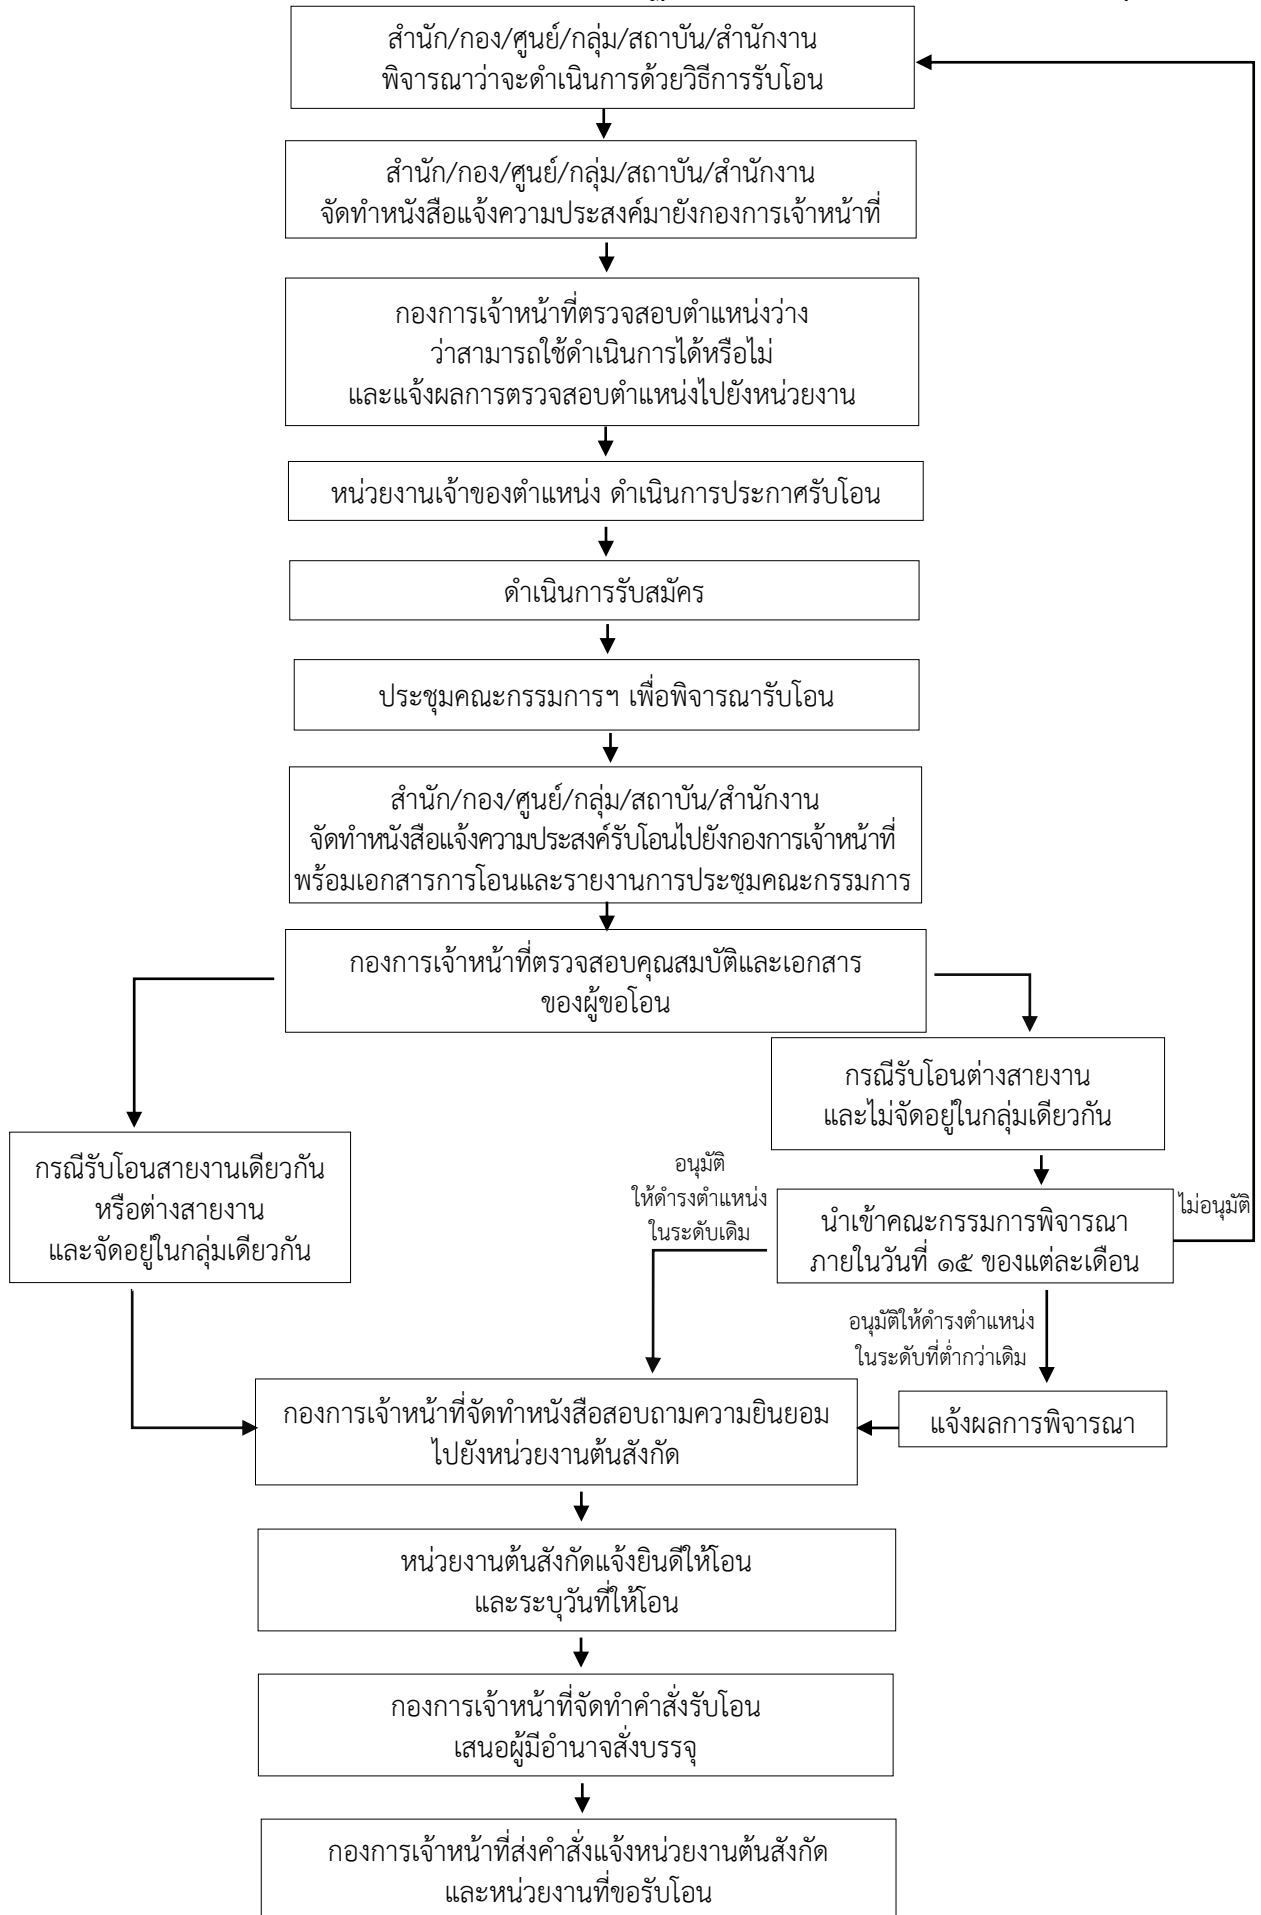 สำนัก/กอง/ศูนย์/กลุ่ม/สถาบัน/สำนักงาน
พิจารณาว่าจะดำเนินการด้วยวิธีการรับโอน
สำนัก/กอง/ศูนย์/กลุ่ม/สถาบัน/สำนักงาน
จัดทำหนังสือแจ้งความประสงค์มายังกองการเจ้าหน้าที่
กองการเจ้าหน้าที่ตรวจสอบตำแหน่งว่าง
ว่าสามารถใช้ดำเนินการได้หรือไม่
และแจ้งผลการตรวจสอบตำแหน่งไปยังหน่วยงาน
หน่วยงานเจ้าของตำแหน่ง ดำเนินการประกาศรับโอน
ดำเนินการรับสมัคร
ประชุมคณะกรรมการฯ เพื่อพิจารณารับโอน
สำนัก/กอง/ศูนย์/กลุ่ม/สถาบัน/สำนักงาน
จัดทำหนังสือแจ้งความประสงค์รับโอนไปยังกองการเจ้าหน้าที่
พร้อมเอกสารการโอนและรายงานการประชุมคณะกรรมการ
กองการเจ้าหน้าที่ตรวจสอบคุณสมบัติและเอกสาร
ของผู้ขอโอน
กรณีรับโอนต่างสายงาน
และไม่จัดอยู่ในกลุ่มเดียวกัน
กรณีรับโอนสายงานเดียวกัน
หรือต่างสายงาน
และจัดอยู่ในกลุ่มเดียวกัน
อนุมัติ
ให้ดำรงตำแหน่ง
ในระดับเดิม
นำเข้าคณะกรรมการพิจารณา
ภายในวันที่ ๑๕ ของแต่ละเดือน
ไม่อนุมัติ
อนุมัติให้ดำรงตำแหน่ง
ในระดับที่ต่ำกว่าเดิม
กองการเจ้าหน้าที่จัดทำหนังสือสอบถามความยินยอม
ไปยังหน่วยงานต้นสังกัด
แจ้งผลการพิจารณา
หน่วยงานต้นสังกัดแจ้งยินดีให้โอน
และระบุวันที่ให้โอน
กองการเจ้าหน้าที่จัดทำคำสั่งรับโอน
เสนอผู้มีอำนาจสั่งบรรจุ
กองการเจ้าหน้าที่ส่งคำสั่งแจ้งหน่วยงานต้นสังกัด
และหน่วยงานที่ขอรับโอน